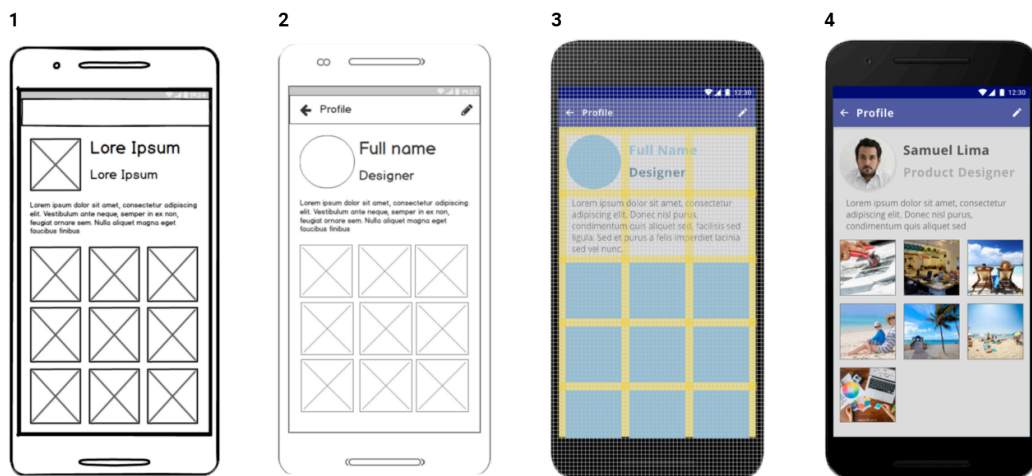 1
2
3
4
Lore Ipsum
Lore Ipsum
Lorem ipsum dolor sit amet, consectetur adipiscing
elit. Vestibulum ante neque, semper in ex non,
feugiat ornare sem. Nulla aliquet magna eget
faucibus finibus
Profile
Full name
Designer
Lorem ipsum dolor sit amet, consectetur adipiscing
elit. Vestibulum ante neque, semper in ex non,
feugiat ornare sem. Nulla aliquet magna eget
faucibus finibus
12:30
Profile
Full Name
Designer
Lorem ipsum dolor sit amet, consectetur
adipiscing elit. Donec nisl purus,
condimentum quis aliquet sed, facilisis sed
ligula. Sed et purus a felis imperdiet lacinia
sed vel nunc.
12:30
Profile
Samuel Lima
Product Designer
Lorem ipsum dolor sit amet, consectetur
adipiscing elit. Donec nisl purus,
condimentum quis aliquet sed